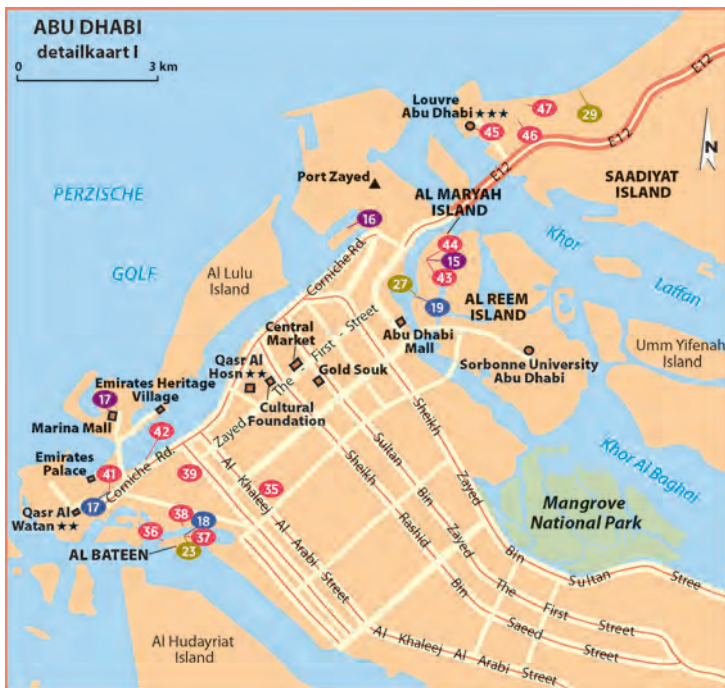 ABU DHABI
detailkaart I
0 3 km
PERZISCHE
GOLF
Louvre
Abu Dhabi★★★
47
29
45
46
E12
E12
E12
N
Port Zayed
AL MARYAH
ISLAND
SAADIYAT
ISLAND
16
Corniche Rd.
44
15
43
Khor
Laffan
Al Lulu
Island
27
19
AL REEM
ISLAND
Central
Market
Zayed The - First - Street
Abu Dhabi
Mall
Umm Yifenah
Island
Qasr Al
Hosn★★
Gold Souk
Sorbonne University
Abu Dhabi
Cultural
Foundation
Emirates Heritage
Village
17
Marina Mall
42
Emirates
Palace
41
Corniche Rd.
39
35
17
Qasr Al
Watan★★
38
18
36
37
23
AL BATEEN
Khor Al Baghai
Mangrove
National Park
Sheikh Zayed Bin Sultan Stree
Sultan Bin Zayed The First Street
Sheikh Rashid Bin Saeed Street
Al Khaleej Al Arabi Street
Al Khaleej Al Arabi Street
Al Hudayriat
Island